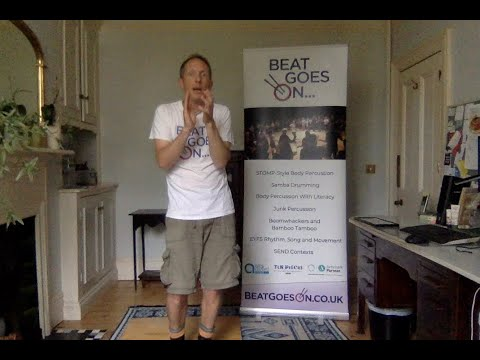 BEAT
GOES
ON...
BEAT
GOES
ON...
STOMP-Style Body Percussion
Samba Drumming
Body Percussion With Literacy
Junk Percussion
Boomwhackers and
Bamboo Tamboo
EYFS Rhythm, Song and Movement
SEND Contexts
BEATGOESON.CO.UK